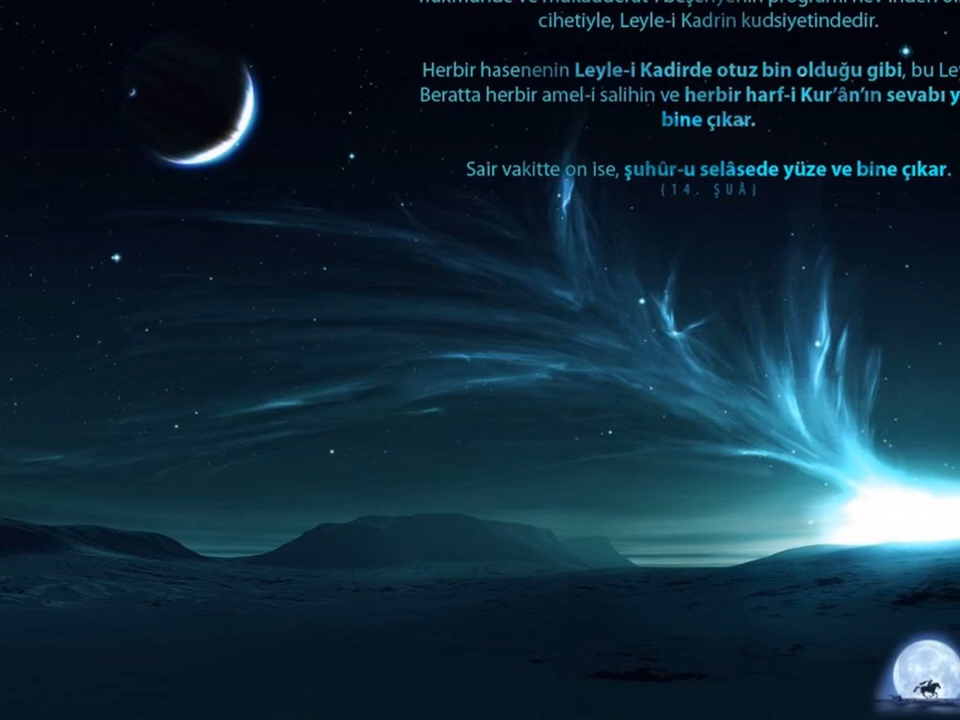 cihetiyle, Leyle-i Kadrin kudsiyetindedir.
Herbir hasenenin Leyle-i Kadirde otuz bin olduğu gibi, bu
Beratta herbir amel-i salihin ve herbir harf-i Kur'ân'ın sevabı
bine çıkar.
Sair vakitte on ise, şuhûr-u selâsede yüze ve bine çıkar.
(14. ŞUÂ)